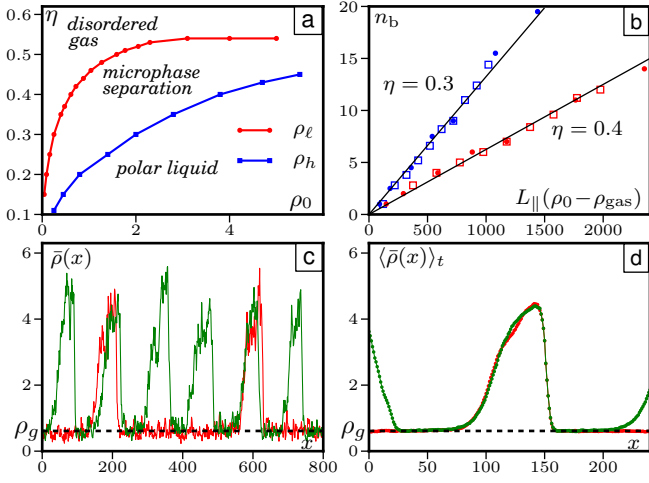 η
disordered
gas
microphase
separation
polar liquid
ρℓ
ρh
ρ0
a
0.1
0.2
0.3
0.4
0.5
0.6
0
2
4
nb
η = 0.3
η = 0.4
L∥(ρ0−ρgas)
b
0
5
10
15
20
0
500
1000
1500
2000
ρ̄(x)
c
0
2
4
6
ρg
x
0
200
400
600
800
⟨ρ̄(x)⟩t
d
0
2
4
6
ρg
x
0
50
100
150
200